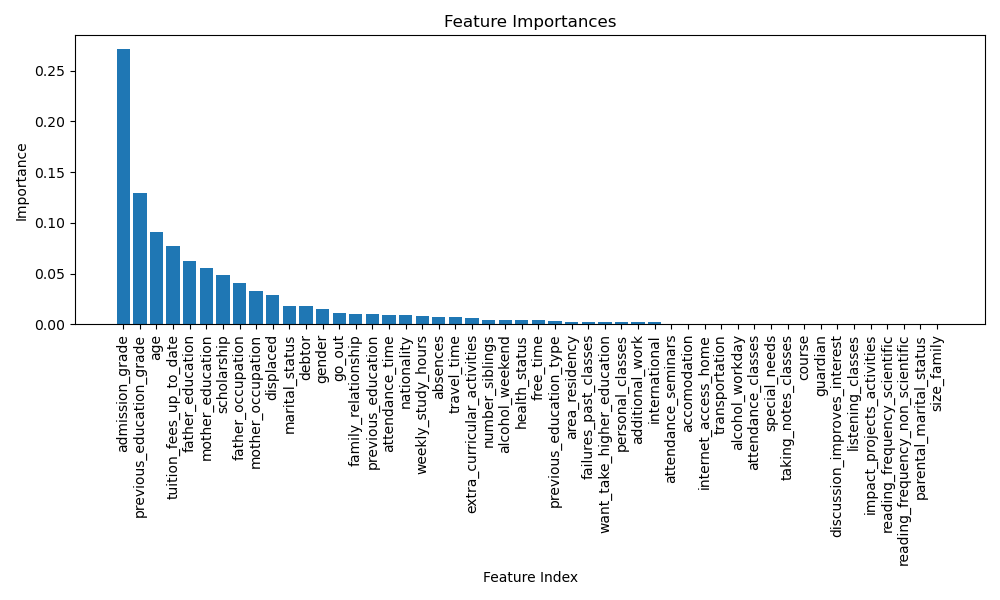 Feature Importances
Importance
0.25
0.20
0.15
0.10
0.05
0.00
admission_grade
previous_education_grade
age
tuition_fees_up_to_date
father_education
mother_education
scholarship
father_occupation
mother_occupation
displaced
marital_status
debtor
gender
go_out
family_relationship
previous_education
attendance_time
nationality
weekly_study_hours
absences
travel_time
extra_curricular_activities
number_siblings
alcohol_weekend
health_status
free_time
previous_education_type
area_residency
failures_past_classes
want_take_higher_education
personal_classes
additional_work
international
attendance_seminars
accomodation
internet_access_home
transportation
alcohol_workday
attendance_classes
special_needs
taking_notes_classes
course
guardian
discussion_improves_interest
listening_classes
impact_projects_activities
reading_frequency_scientific
reading_frequency_non_scientific
parental_marital_status
size_family
Feature Index